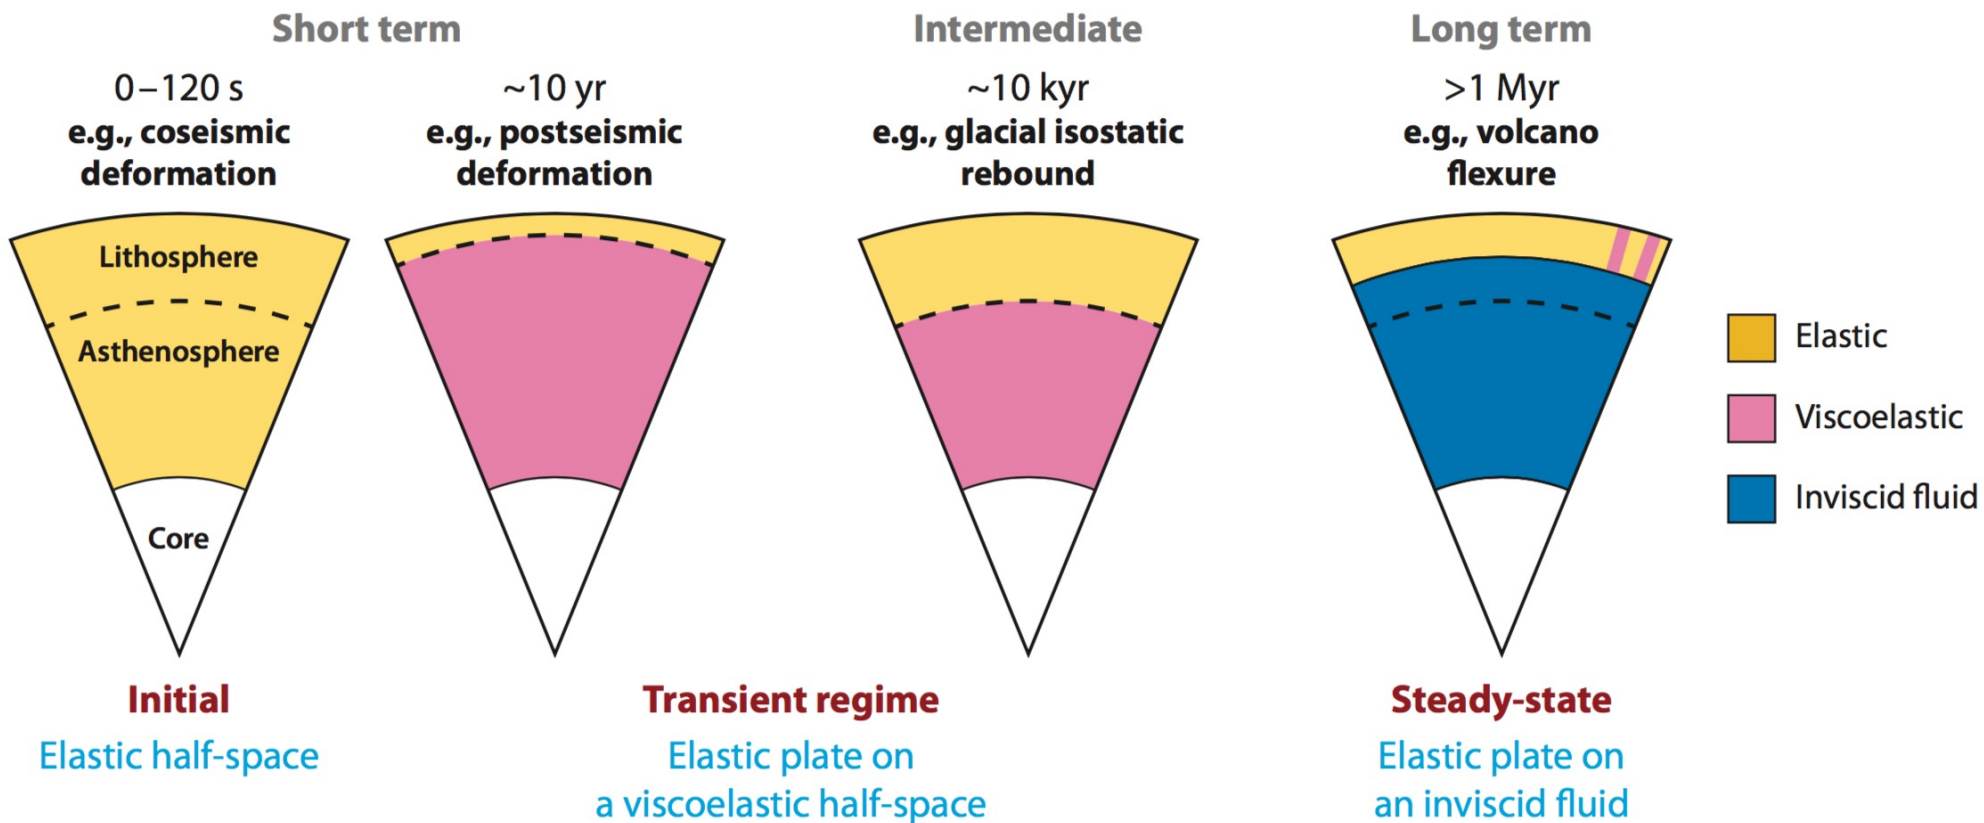 Short term
Intermediate
Long term
0–120 s
e.g., coseismic
deformation
~10 yr
e.g., postseismic
deformation
~10 kyr
e.g., glacial isostatic
rebound
>1 Myr
e.g., volcano
flexure
Lithosphere
Asthenosphere
Core
Elastic
Viscoelastic
Inviscid fluid
Initial
Elastic half-space
Transient regime
Elastic plate on
a viscoelastic half-space
Steady-state
Elastic plate on
an inviscid fluid